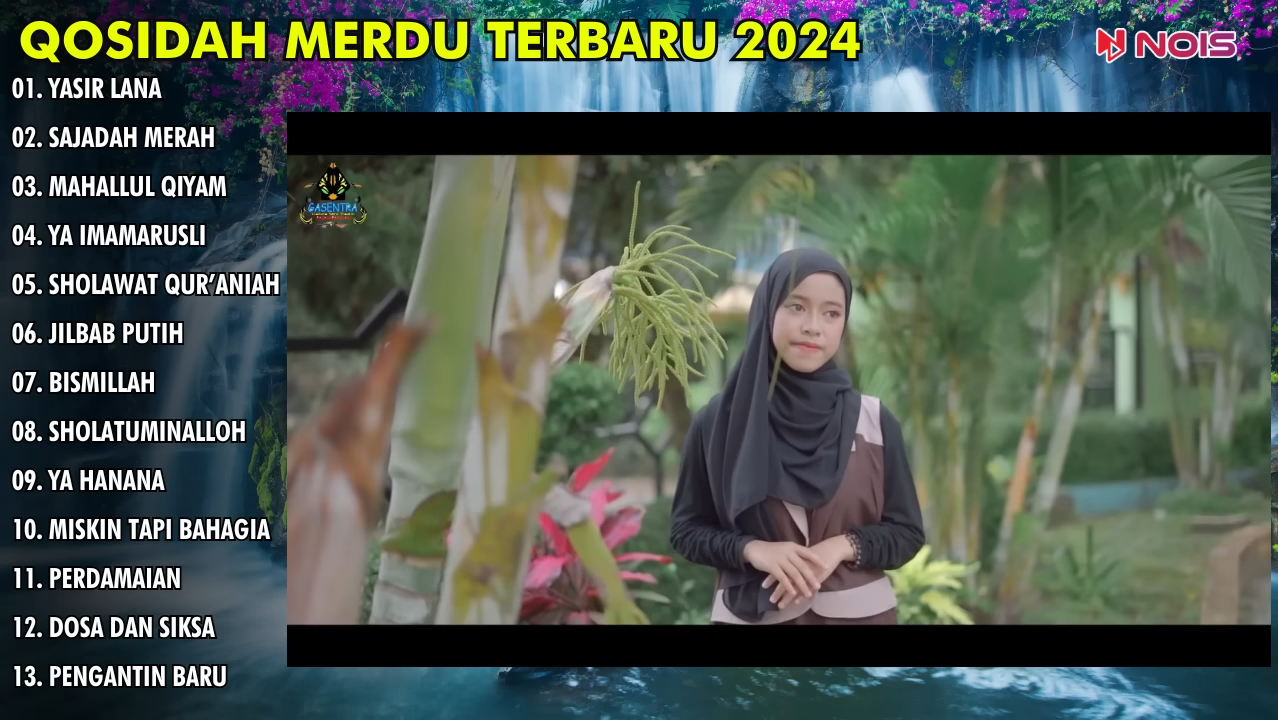 QOSIDAH MERDU TERBARU 2024
NOIS
01. YASIR LANA
02. SAJADAH MERAH
03. MAHALLUL QIYAM
04. YA IMAMARUSLI
05. SHOLAWAT QUR’ANIAH
06. JILBAB PUTIH
07. BISMILLAH
08. SHOLATUMINALLOH
09. YA HANANA
10. MISKIN TAPI BAHAGIA
11. PERDAMAIAN
12. DOSA DAN SIKSA
13. PENGANTIN BARU
GASENTRA